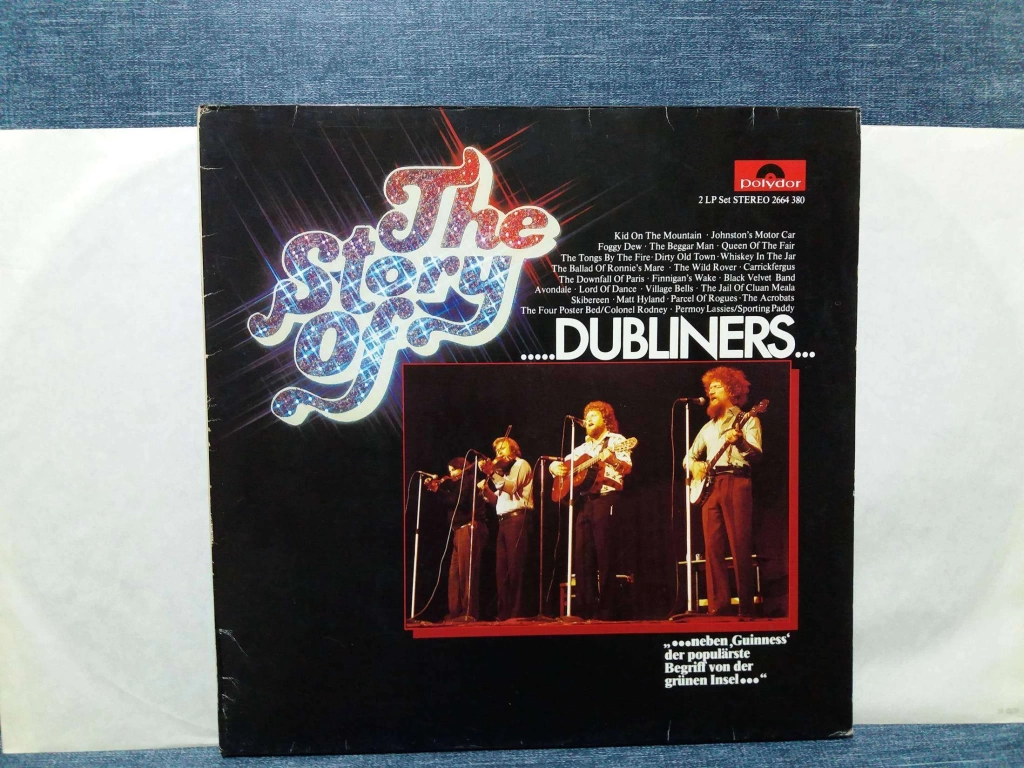 The
Story
Of
polydor
2 LP Set STEREO 2664 380
Kid On The Mountain · Johnston's Motor Car
Foggy Dew · The Beggar Man · Queen Of The Fair
The Tongs By The Fire · Dirty Old Town · Whiskey In The Jar
The Ballad Of Ronnie's Mare · The Wild Rover · Carrickfergus
The Downfall Of Paris · Finnigan's Wake · Black Velvet Band
Avondale · Lord Of Dance · Village Bells · The Jail Of Cluan Meala
Skibereen · Matt Hyland · Parcel Of Rogues · The Acrobats
The Four Poster Bed/Colonel Rodney · Permoy Lassies/Sporting Paddy
.....DUBLINERS...
„...neben ‚Guinness‘
der populärste
Begriff von der
grünen Insel...“